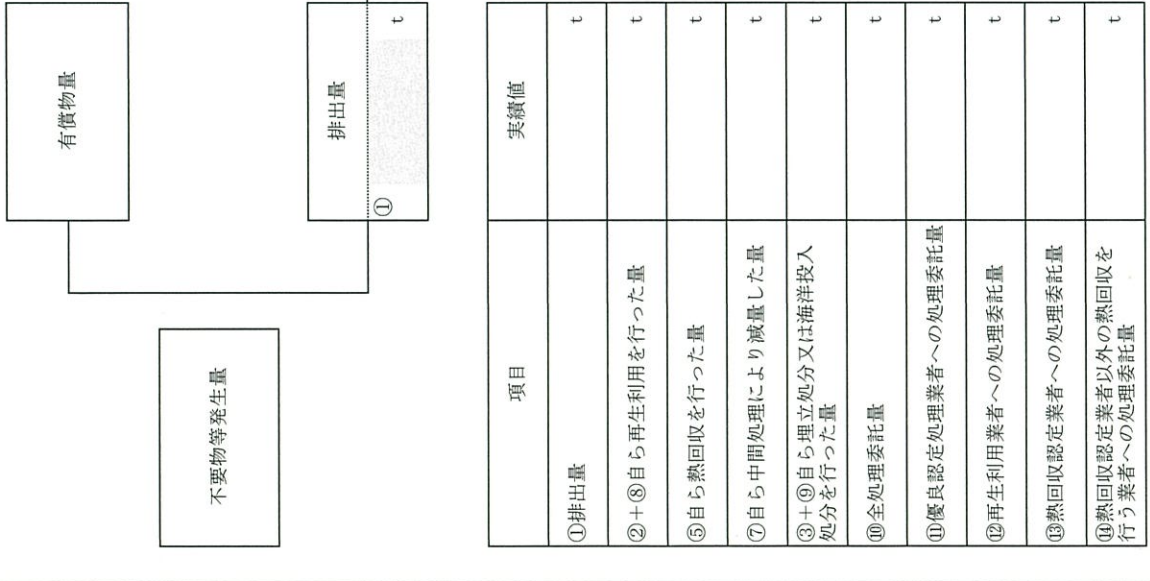 有償物量
不要物等発生量
排出量
①
t
項目
実績値
①排出量
t
②+⑧自ら再生利用を行った量
t
⑤自ら熱回収を行った量
t
⑦自ら中間処理により減量した量
t
③+⑨自ら埋立処分又は海洋投入
処分を行った量
t
⑩全処理委託量
t
⑪優良認定処理業者への処理委託量
t
⑫再生利用業者への処理委託量
t
⑬熱回収認定業者への処理委託量
t
⑭熱回収認定業者以外の熱回収を
行う業者への処理委託量
t